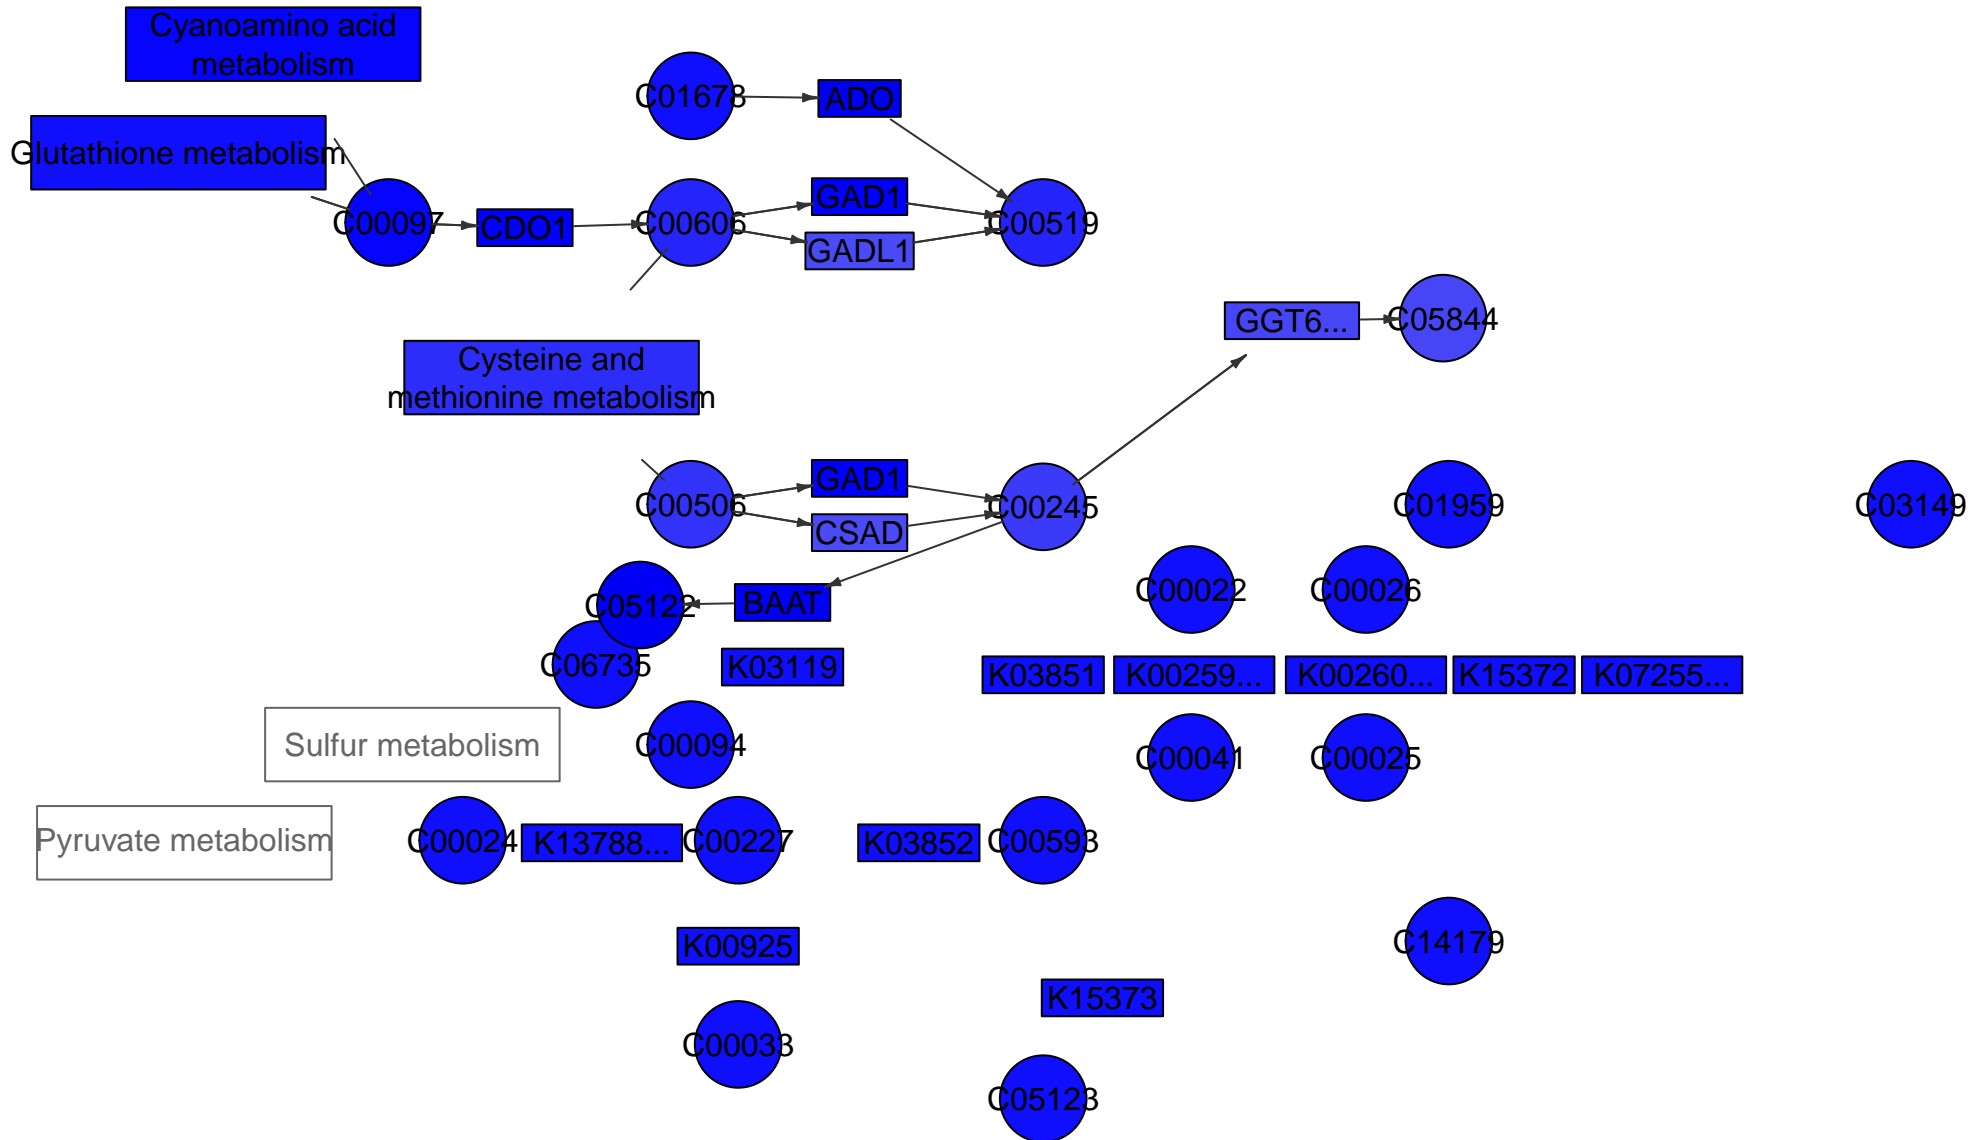 Cyanoamino acid
metabolism
C01678
ADO
Glutathione metabolism
C00097
CDO1
C00606
GAD1
GADL1
C00519
GGT6...
C05844
Cysteine and
methionine metabolism
C00506
GAD1
CSAD
C00245
C01959
C03149
C05122
BAAT
C00022
C00026
C06735
K03119
K03851
K00259...
K00260...
K15372
K07255...
Sulfur metabolism
C00094
C00041
C00025
Pyruvate metabolism
C00024
K13788...
C00227
K03852
C00593
K00925
C14179
K15373
C00033
C05123